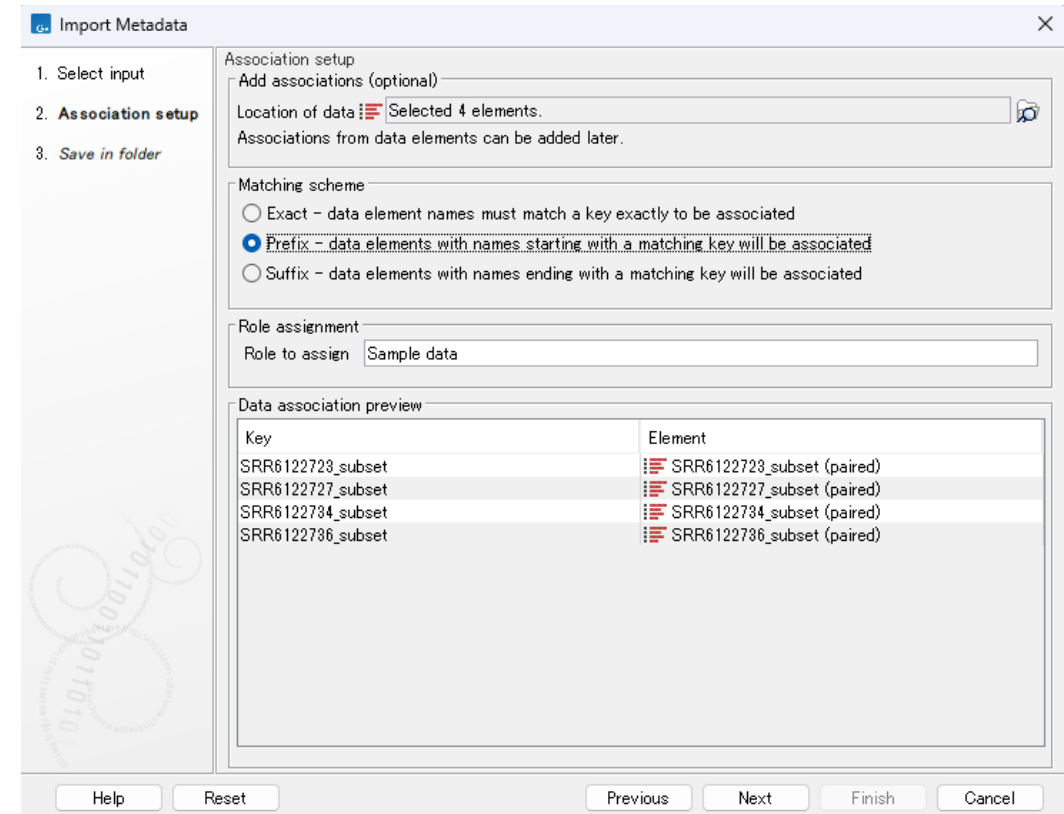 G.
Import Metadata
1. Select input
2. Association setup
3. Save in folder
Association setup
Add associations (optional)
Location of data Selected 4 elements.
Associations from data elements can be added later.
Matching scheme
Exact - data element names must match a key exactly to be associated
Prefix - data elements with names starting with a matching key will be associated
Suffix - data elements with names ending with a matching key will be associated
Role assignment
Role to assign Sample data
Data association preview
Key Element
SRR6122723_subset SRR6122723_subset (paired)
SRR6122727_subset SRR6122727_subset (paired)
SRR6122734_subset SRR6122734_subset (paired)
SRR6122736_subset SRR6122736_subset (paired)
Help Reset Previous Next Finish Cancel